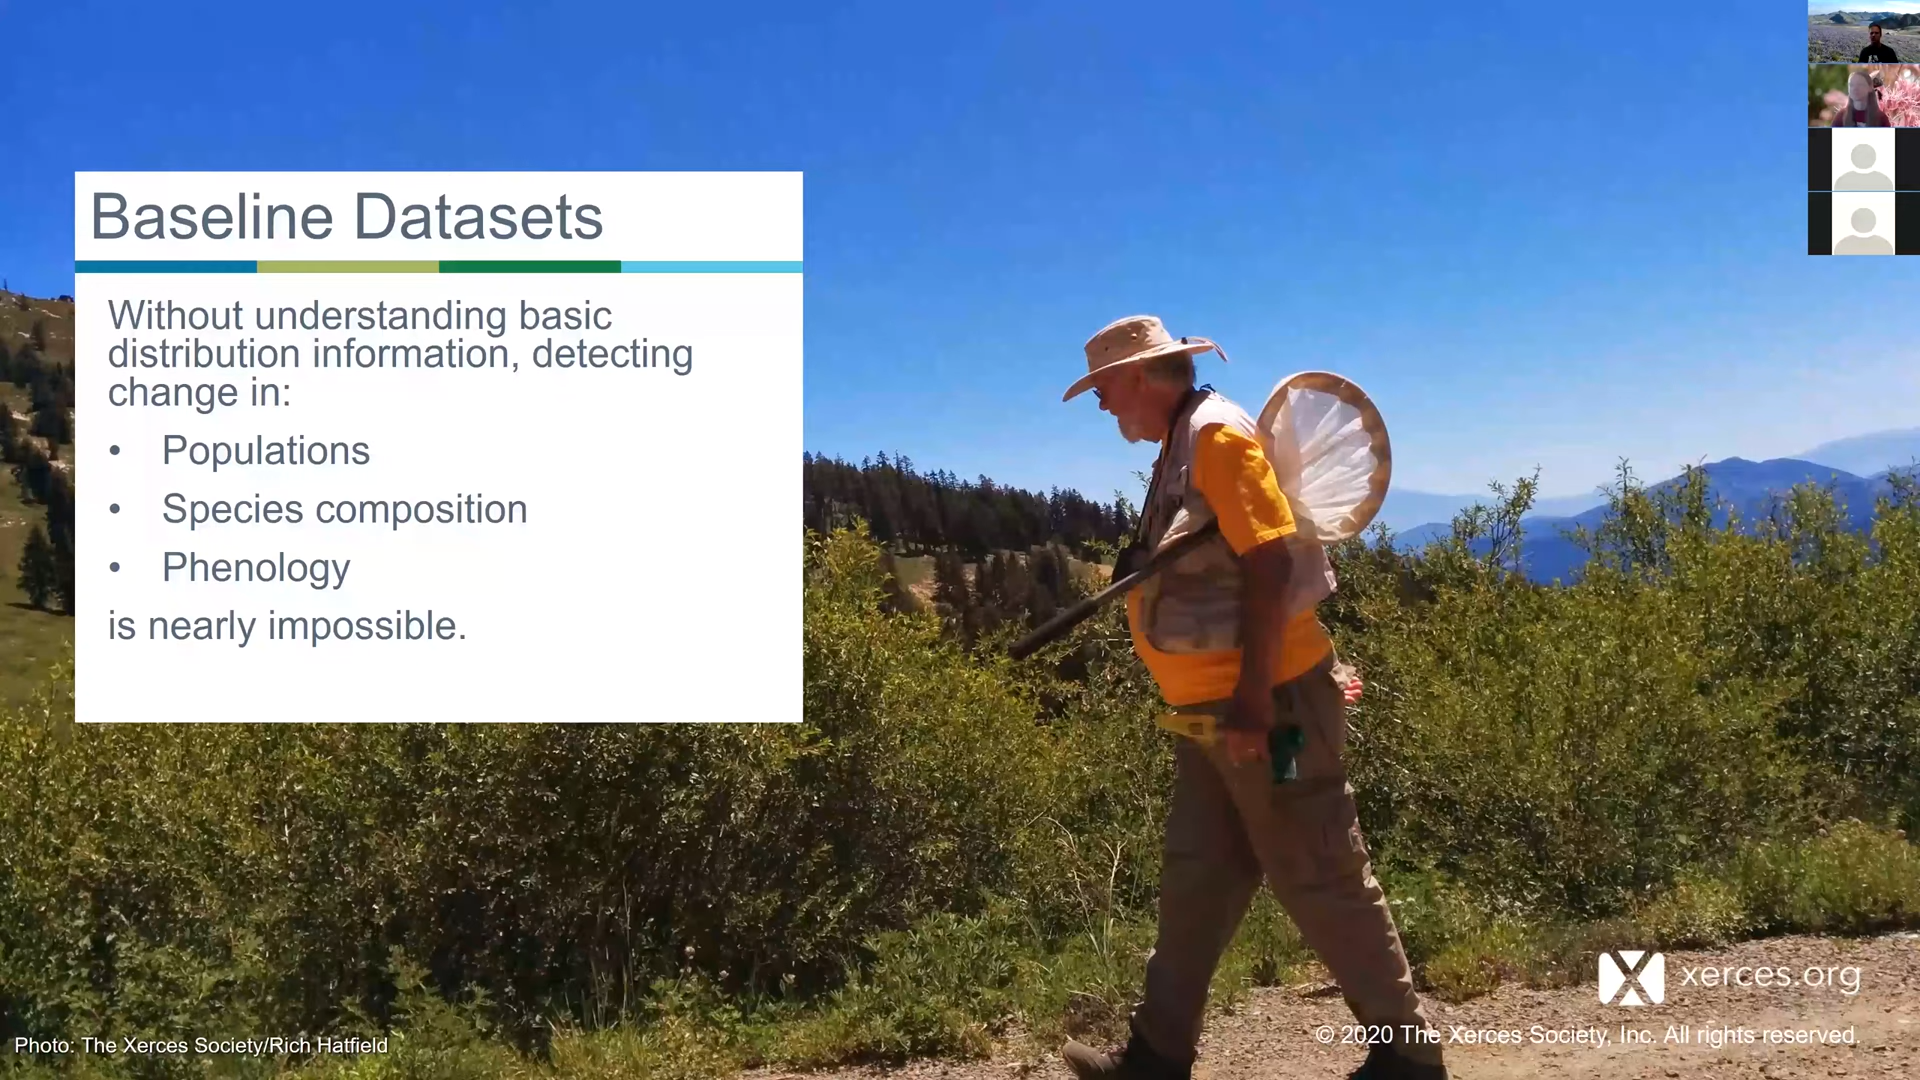 Baseline Datasets
Without understanding basic
distribution information, detecting
change in:
• Populations
• Species composition
• Phenology
is nearly impossible.
xerces.org
© 2020 The Xerces Society, Inc. All rights reserved.
Photo: The Xerces Society/Rich Hatfield